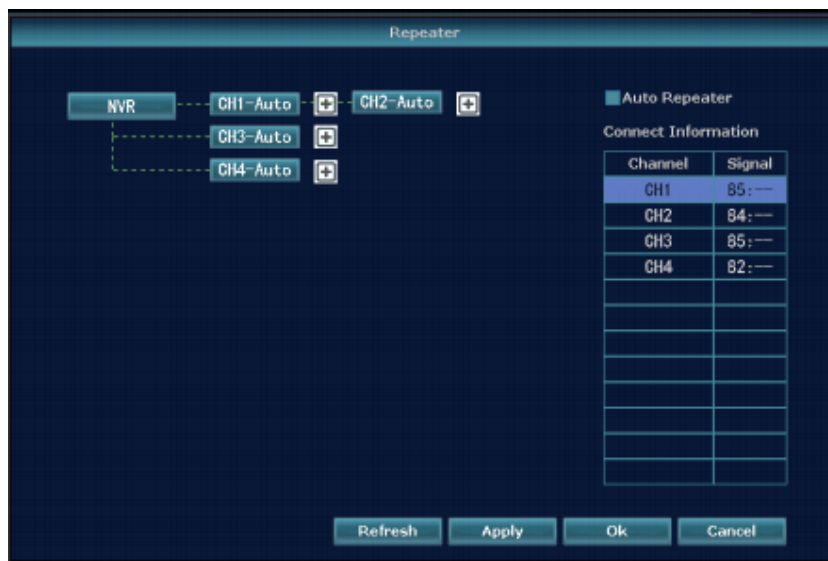 Repeater
NVR CH1-Auto CH2-Auto
CH3-Auto
CH4-Auto
Auto Repeater
Connect Information
Channel Signal
CH1 85:--
CH2 84:--
CH3 85:--
CH4 82:--
Refresh Apply Ok Cancel